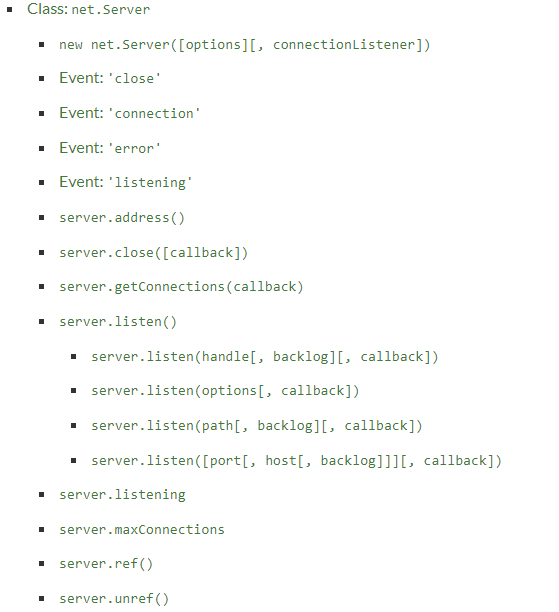 Class: net.Server
new net.Server([options][, connectionListener])
Event: 'close'
Event: 'connection'
Event: 'error'
Event: 'listening'
server.address()
server.close([callback])
server.getConnections(callback)
server.listen()
server.listen(handle[, backlog][, callback])
server.listen(options[, callback])
server.listen(path[, backlog][, callback])
server.listen([port[, host[, backlog]]][, callback])
server.listening
server.maxConnections
server.ref()
server.unref()